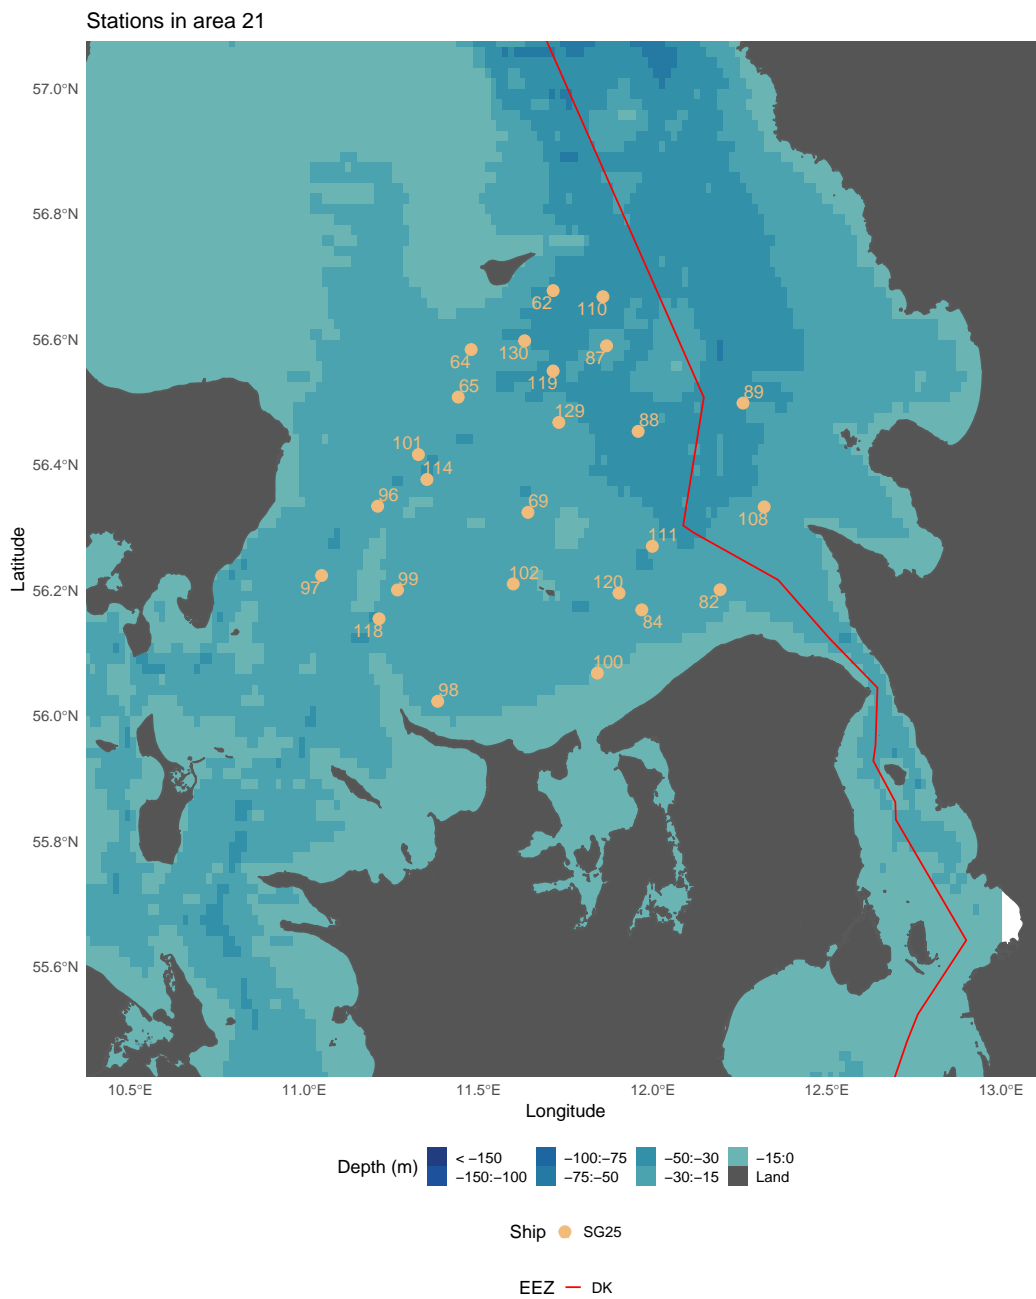 Stations in area 21
57.0°N
56.8°N
56.6°N
56.4°N
56.2°N
56.0°N
55.8°N
55.6°N
Latitude
62
110
130
87
64
119
65
89
129
88
101
114
96
69
108
111
102
120
97
99
82
84
118
100
98
10.5°E
11.0°E
11.5°E
12.0°E
12.5°E
13.0°E
Longitude
Depth (m)
< −150
−150:−100
−100:−75
−75:−50
−50:−30
−30:−15
−15:0
Land
Ship
SG25
EEZ
DK